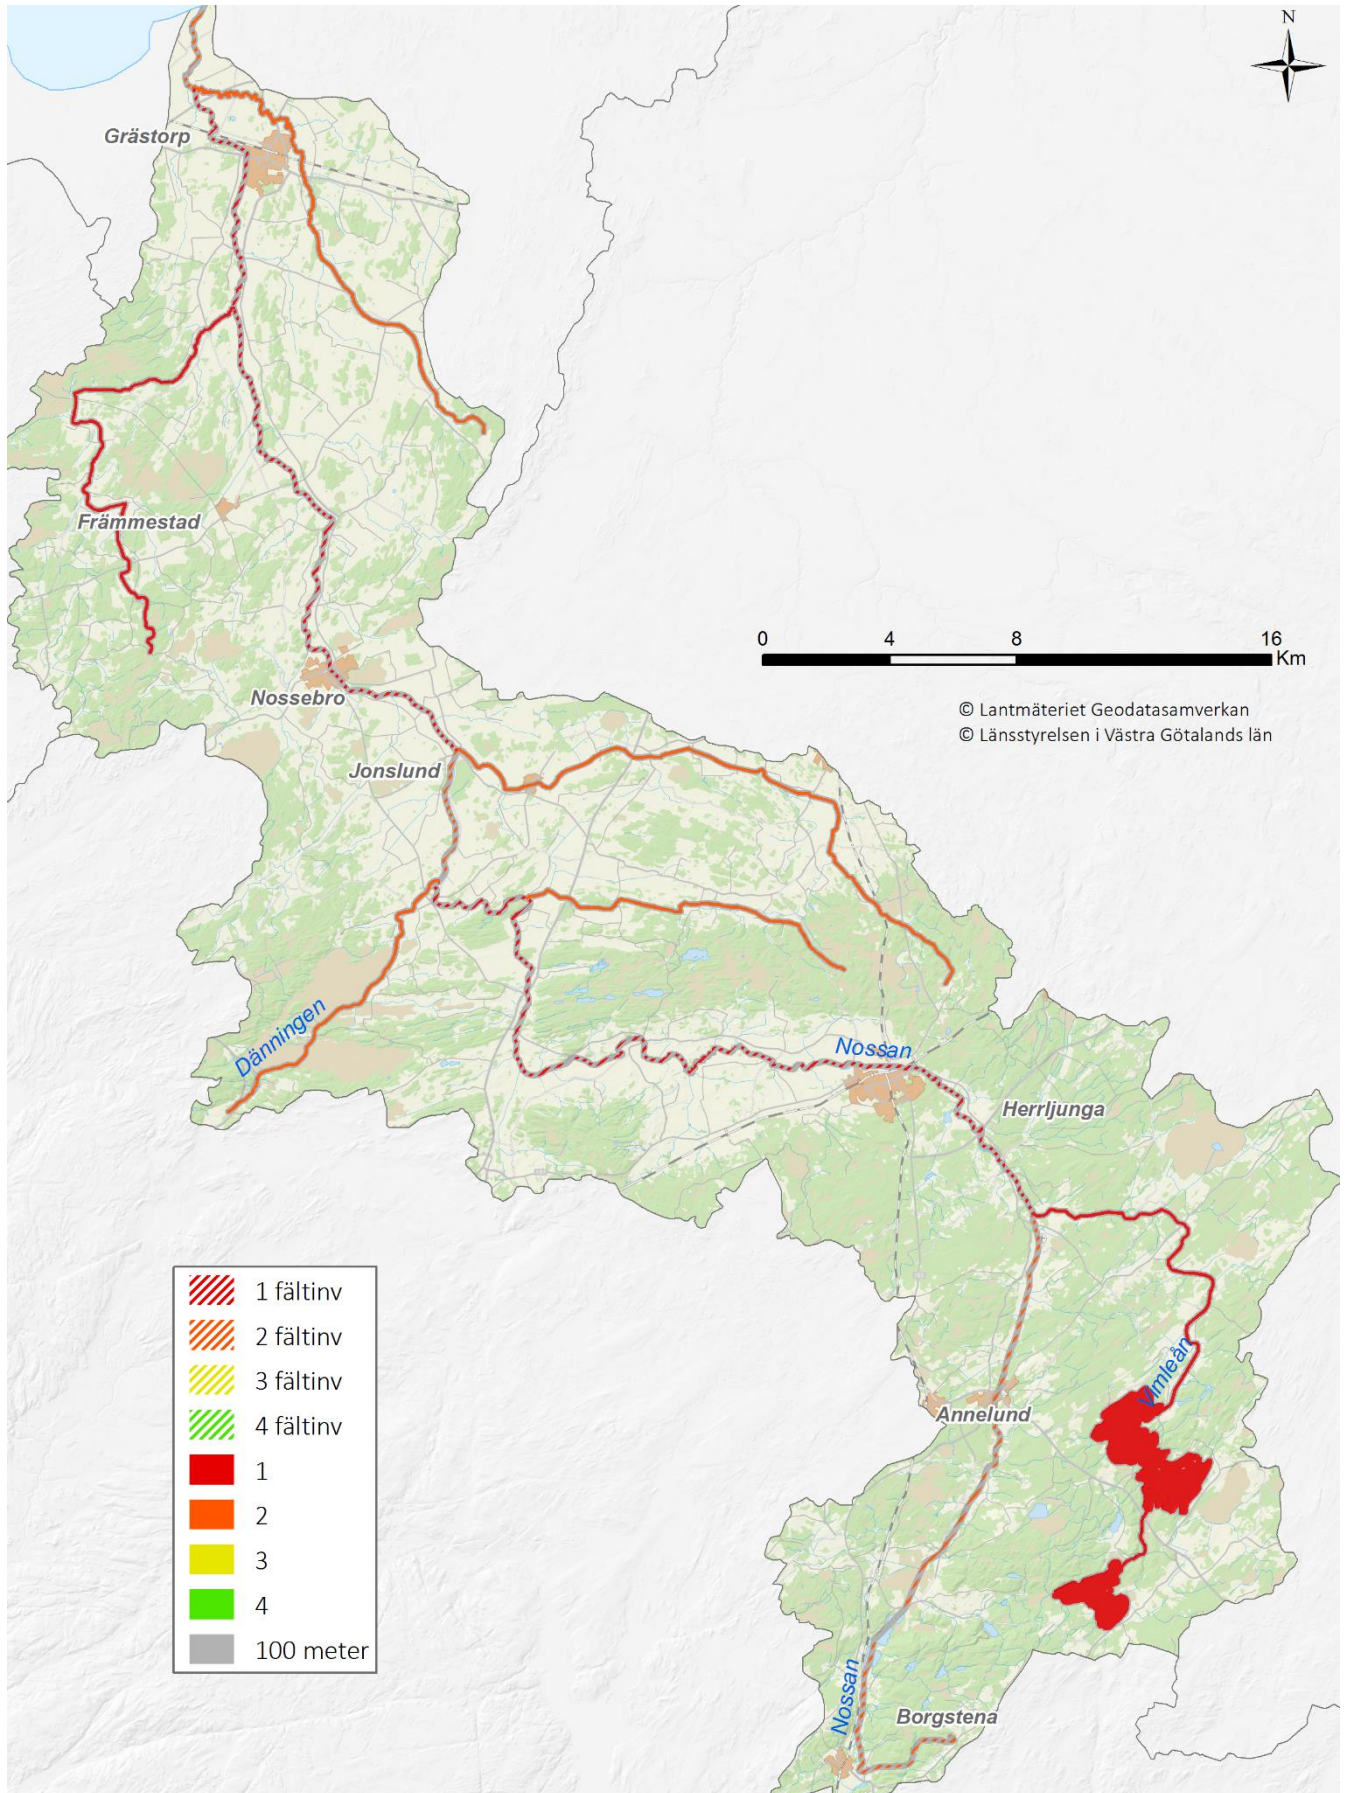 N
Grästorp
Främmestad
0 4 8 16
Km
Nossebro
© Lantmäteriet Geodatasamverkan
© Länsstyrelsen i Västra Götalands län
Jonslund
Dänningen
Nossan
Herrljunga
1 fältinv
2 fältinv
3 fältinv
4 fältinv
1
2
3
4
100 meter
Vimleån
Annelund
Nossan
Borgstena